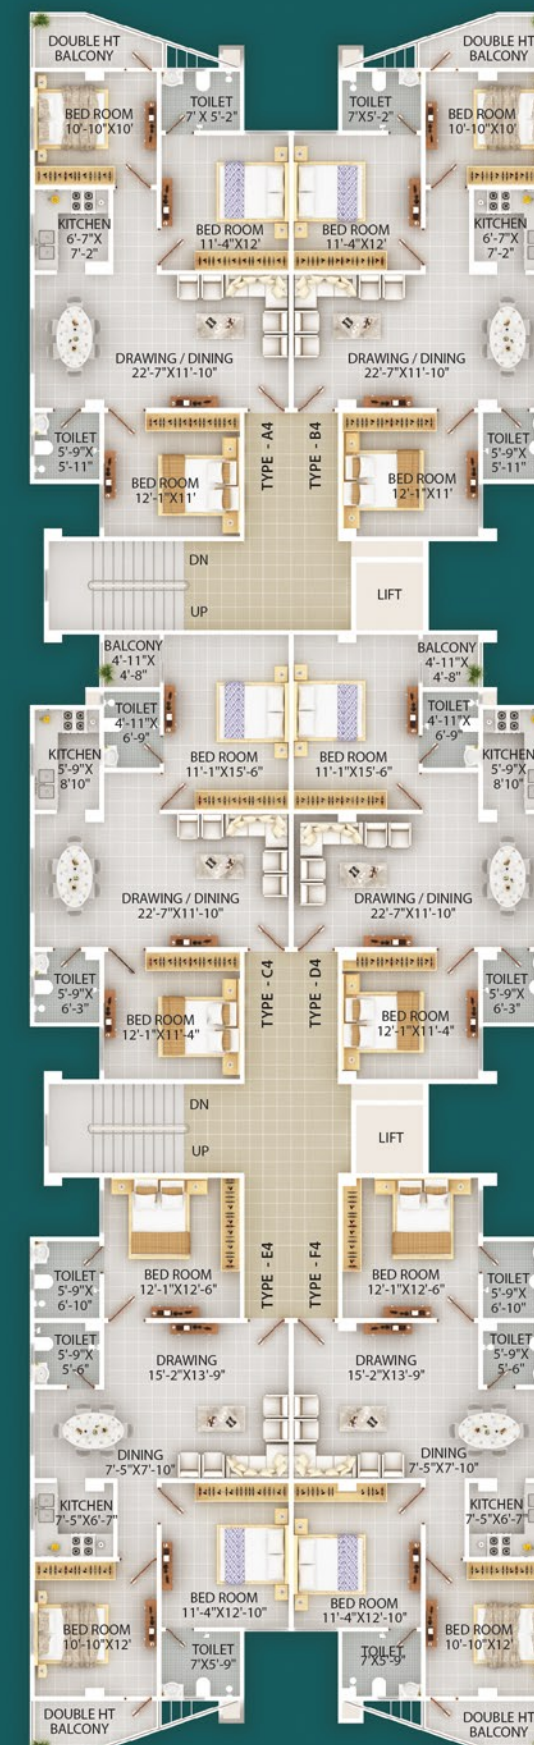 DOUBLE HT
BALCONY
DOUBLE HT
BALCONY
TOILET
7' X 5'-2"
TOILET
7'X5'-2"
BED ROOM
10'-10"X10'
BED ROOM
10'-10"X10'
KITCHEN
6'-7"X
7'-2"
BED ROOM
11'-4"X12'
BED ROOM
11'-4"X12'
KITCHEN
6'-7"X
7'-2"
DRAWING / DINING
22'-7"X11'-10"
DRAWING / DINING
22'-7"X11'-10"
TOILET
5'-9"X
5'-11"
BED ROOM
12'-1"X11'
TYPE - A4
TYPE - B4
BED ROOM
12'-1"X11'
TOILET
5'-9"X
5'-11"
DN
UP
LIFT
BALCONY
4'-11"X
4'-8"
BALCONY
4'-11"X
4'-8"
TOILET
4'-11"X
6'-9"
TOILET
4'-11"X
6'-9"
KITCHEN
5'-9"X
8'10"
BED ROOM
11'-1"X15'-6"
BED ROOM
11'-1"X15'-6"
KITCHEN
5'-9"X
8'10"
DRAWING / DINING
22'-7"X11'-10"
DRAWING / DINING
22'-7"X11'-10"
TOILET
5'-9"X
6'-3"
BED ROOM
12'-1"X11'-4"
TYPE - C4
TYPE - D4
BED ROOM
12'-1"X11'-4"
TOILET
5'-9"X
6'-3"
DN
UP
LIFT
TOILET
5'-9"X
6'-10"
BED ROOM
12'-1"X12'-6"
TYPE - E4
TYPE - F4
BED ROOM
12'-1"X12'-6"
TOILET
5'-9"X
6'-10"
TOILET
5'-9"X
5'-6"
DRAWING
15'-2"X13'-9"
DRAWING
15'-2"X13'-9"
TOILET
5'-9"X
5'-6"
DINING
7'-5"X7'-10"
DINING
7'-5"X7'-10"
KITCHEN
7'-5"X6'-7"
KITCHEN
7'-5"X6'-7"
BED ROOM
11'-4"X12'-10"
BED ROOM
11'-4"X12'-10"
BED ROOM
10'-10"X12'
BED ROOM
10'-10"X12'
TOILET
7'X5'-9"
TOILET
7'X5'-9"
DOUBLE HT
BALCONY
DOUBLE HT
BALCONY